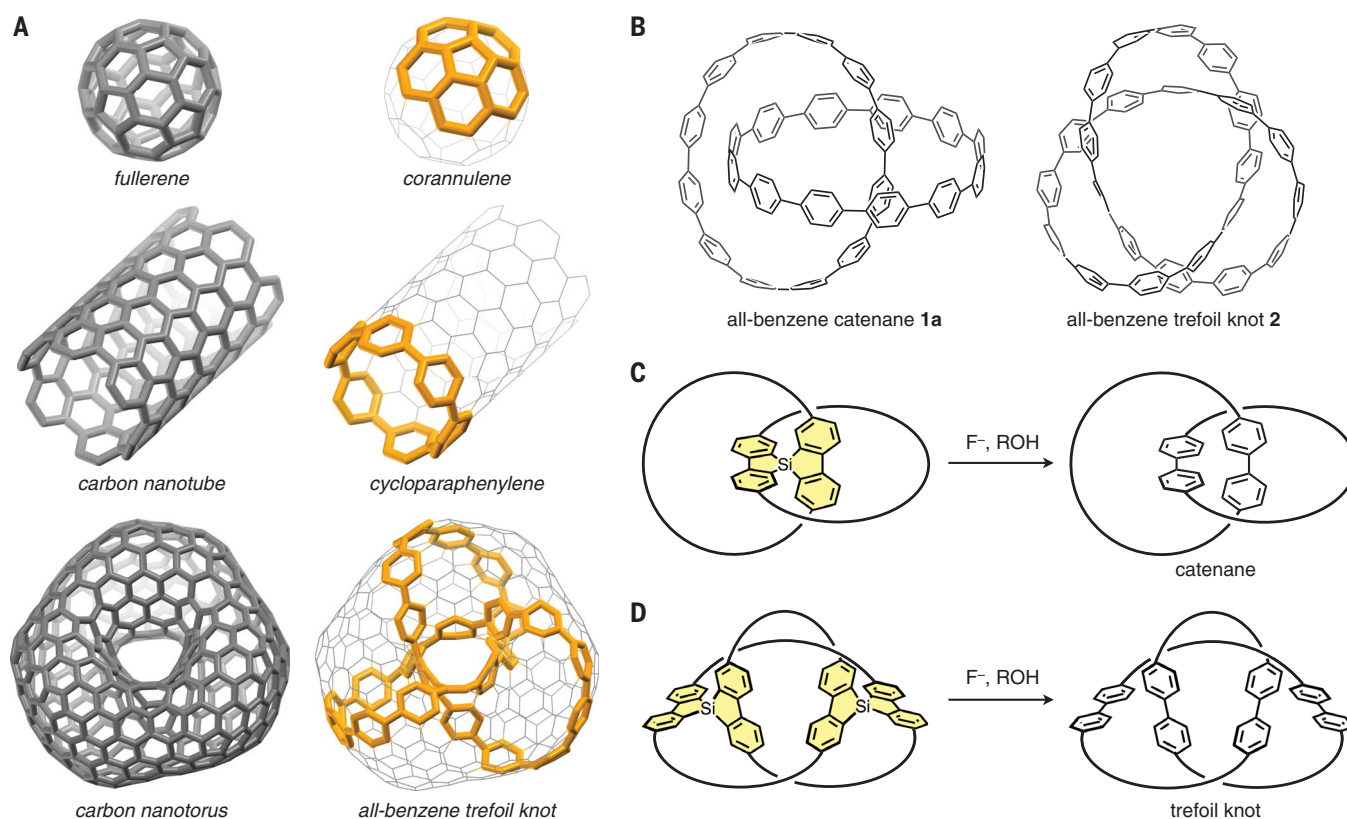 A
fullerene
corannulene
carbon nanotube
cycloparaphenylene
carbon nanotorus
all-benzene trefoil knot
B
all-benzene catenane 1a
all-benzene trefoil knot 2
C
Si
F⁻, ROH
catenane
D
Si
Si
F⁻, ROH
trefoil knot